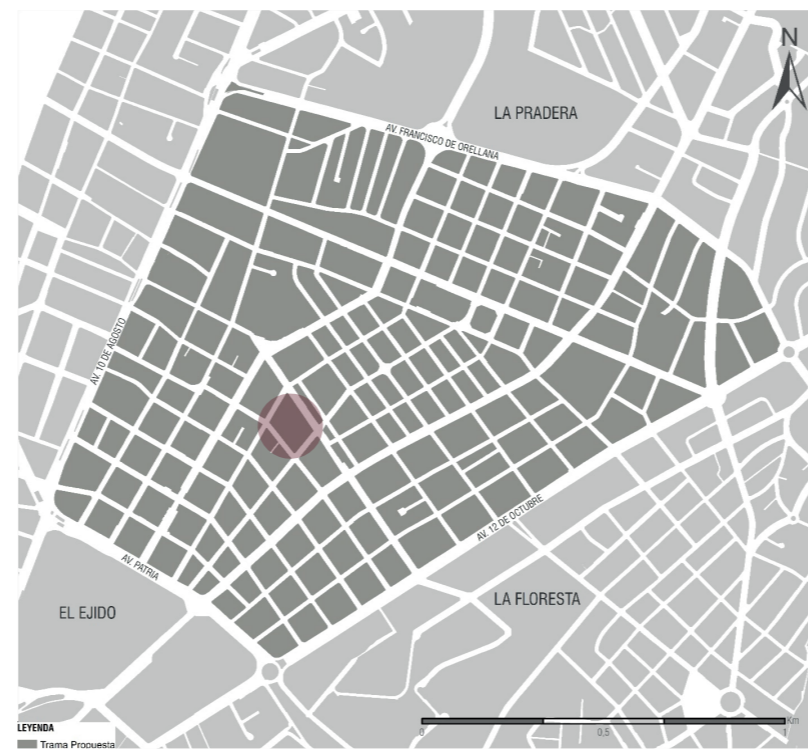 N
LA PRADERA
AV. FRANCISCO DE ORELLANA
AV. 10 DE AGOSTO
AV. 12 DE OCTUBRE
AV. PATRIA
LA FLORESTA
EL EJIDO
Km
0 0.5 1
LEYENDA
Trama Propuesta